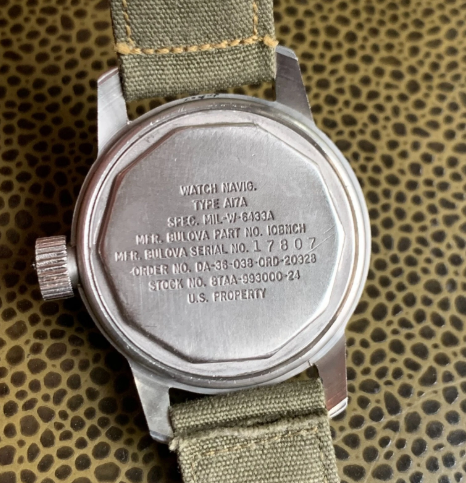 WATCH NAVIG.
TYPE A17A
SPEC. MIL-W-6433A
MFR. BULOVA PART NO. 10BNCH
MFR. BULOVA SERIAL NO. 17807
ORDER NO. DA-36-038-ORD-20328
STOCK NO. 8TAA-993000-24
U.S. PROPERTY